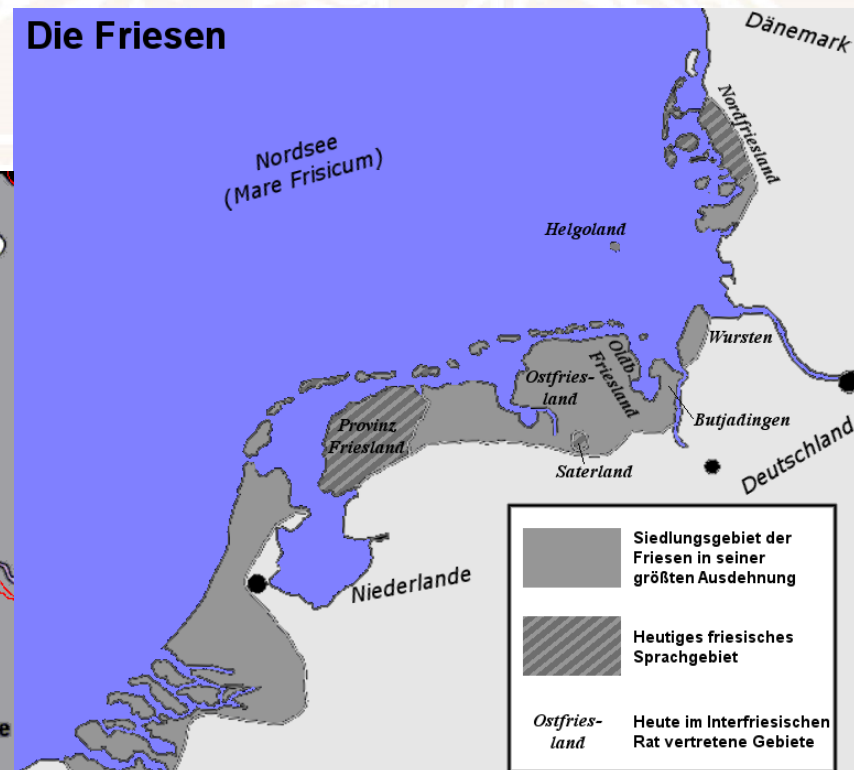 Die Friesen
Dänemark
Nordfriesland
Nordsee
(Mare Frisicum)
Helgoland
Wursten
Oldb.
Friesland
Ostfries-
land
Butjadingen
Provinz
Friesland
Saterland
Deutschland
Niederlande
Siedlungsgebiet der
Friesen in seiner
größten Ausdehnung
Heutiges friesisches
Sprachgebiet
Ostfries-
land
Heute im Interfriesischen
Rat vertretene Gebiete
e